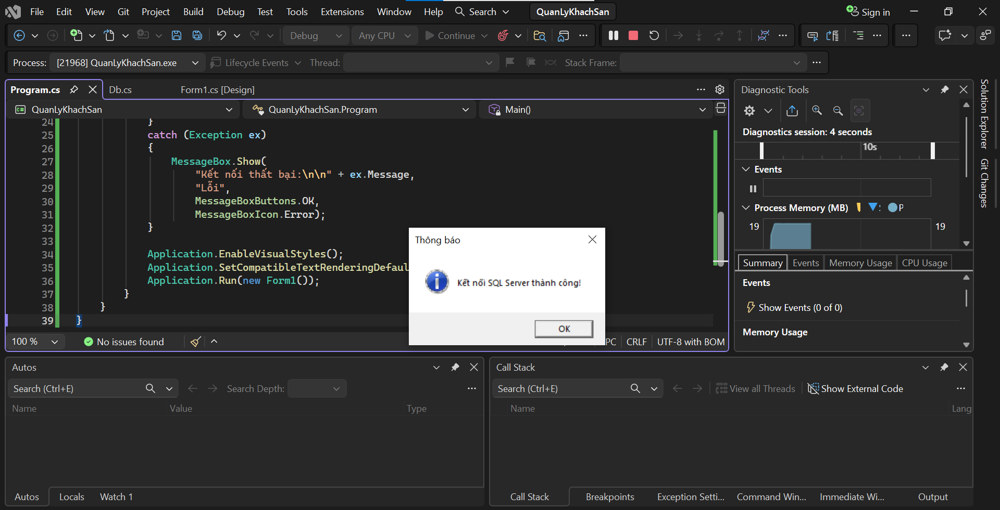 File Edit View Git Project Build Debug Test Tools Extensions Window Help Search QuanLyKhachSan Sign in
Debug Any CPU Continue
Process: [21968] QuanLyKhachSan.exe Lifecycle Events Thread: Stack Frame:
Program.cs Db.cs Form1.cs [Design]
QuanLyKhachSan QuanLyKhachSan.Program Main()
24 }
25 catch (Exception ex)
26 {
27 MessageBox.Show(
28 "Kết nối thất bại:\n\n" + ex.Message,
29 "Lỗi",
30 MessageBoxButtons.OK,
31 MessageBoxIcon.Error);
32 }
33
34 Application.EnableVisualStyles();
35 Application.SetCompatibleTextRenderingDefaul
36 Application.Run(new Form1());
37 }
38 }
39 }
100 % No issues found PC CRLF UTF-8 with BOM
Thông báo
Kết nối SQL Server thành công!
OK
Diagnostic Tools
Diagnostics session: 4 seconds
10s
Events
Process Memory (MB) P
19 19
Summary Events Memory Usage CPU Usage
Events
Show Events (0 of 0)
Memory Usage
Solution Explorer
Git Changes
Autos
Search (Ctrl+E) Search Depth:
Name Value Type
Autos Locals Watch 1
Call Stack
Search (Ctrl+E) View all Threads Show External Code
Name Lang
Call Stack Breakpoints Exception Setti... Command Win... Immediate Wi... Output